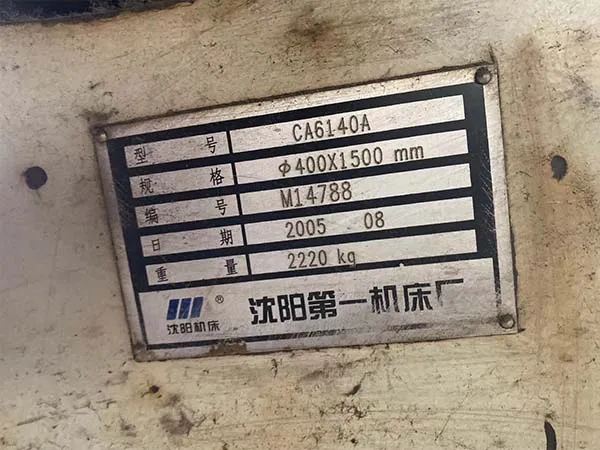 型 号 CA6140A
规 格 φ400X1500 mm
编 号 M14788
日 期 2005 08
重 量 2220 kg
® 沈阳机床
沈阳第一机床厂